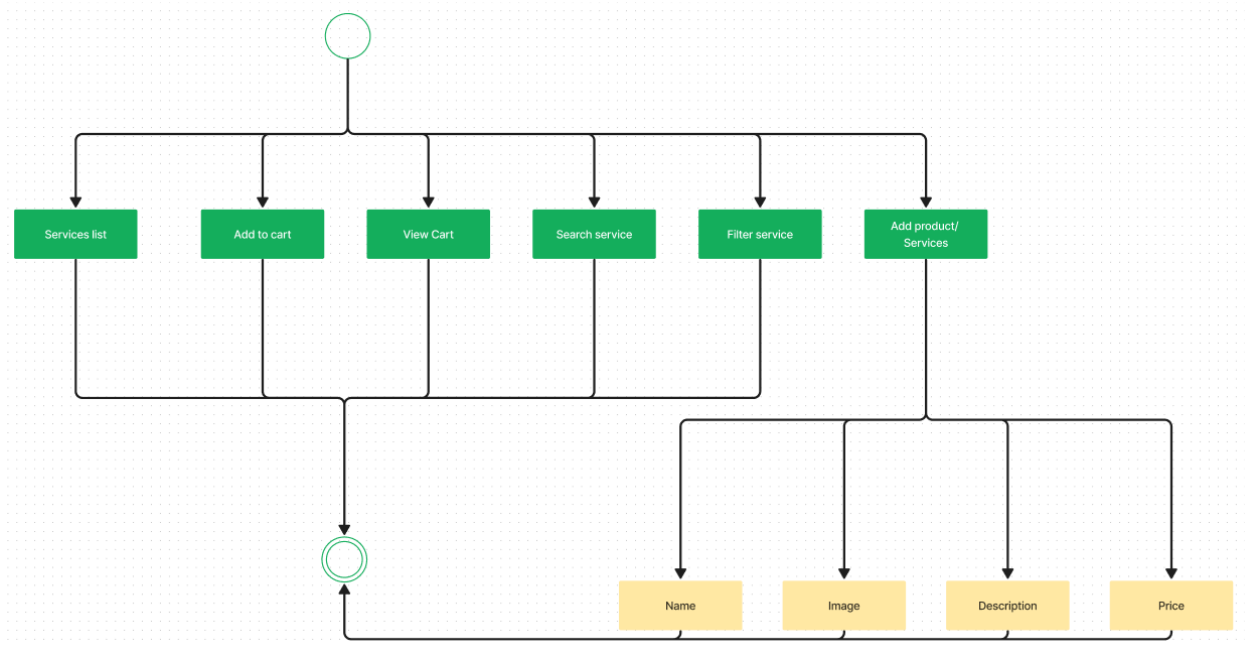 Services list
Add to cart
View Cart
Search service
Filter service
Add product/
Services
Name
Image
Description
Price